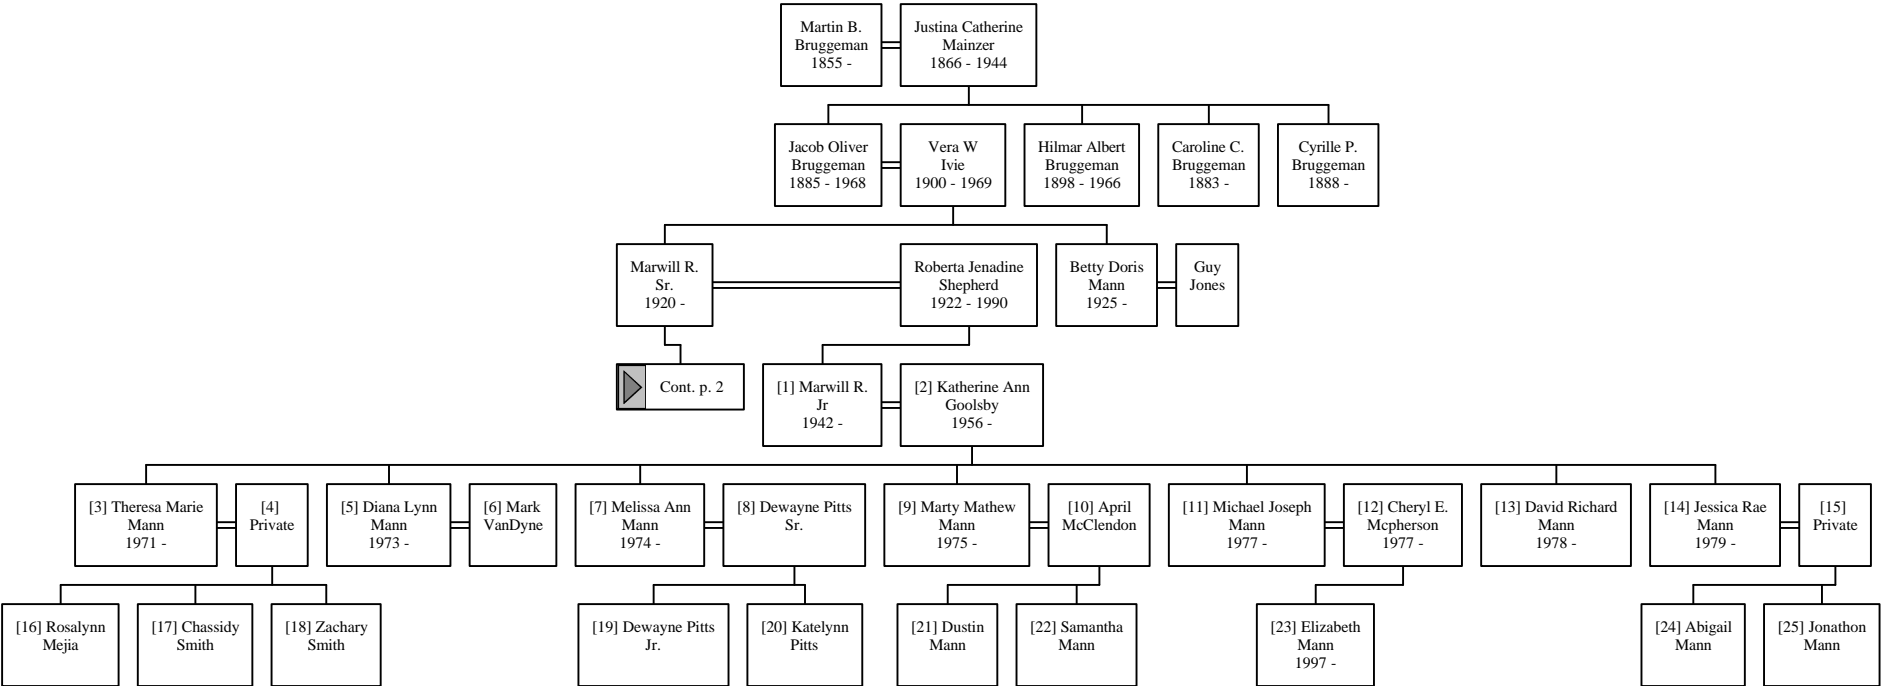 Martin B.
Bruggeman
1855 -
Justina Catherine
Mainzer
1866 - 1944
Jacob Oliver
Bruggeman
1885 - 1968
Vera W
Ivie
1900 - 1969
Hilmar Albert
Bruggeman
1898 - 1966
Caroline C.
Bruggeman
1883 -
Cyrille P.
Bruggeman
1888 -
Marwill R.
Sr.
1920 -
Roberta Jenadine
Shepherd
1922 - 1990
Betty Doris
Mann
1925 -
Guy
Jones
Cont. p. 2
[1] Marwill R.
Jr
1942 -
[2] Katherine Ann
Goolsby
1956 -
[3] Theresa Marie
Mann
1971 -
[4]
Private
[5] Diana Lynn
Mann
1973 -
[6] Mark
VanDyne
[7] Melissa Ann
Mann
1974 -
[8] Dewayne Pitts
Sr.
[9] Marty Mathew
Mann
1975 -
[10] April
McClendon
[11] Michael Joseph
Mann
1977 -
[12] Cheryl E.
Mcpherson
1977 -
[13] David Richard
Mann
1978 -
[14] Jessica Rae
Mann
1979 -
[15]
Private
[16] Rosalynn
Mejia
[17] Chassidy
Smith
[18] Zachary
Smith
[19] Dewayne Pitts
Jr.
[20] Katelynn
Pitts
[21] Dustin
Mann
[22] Samantha
Mann
[23] Elizabeth
Mann
1997 -
[24] Abigail
Mann
[25] Jonathon
Mann